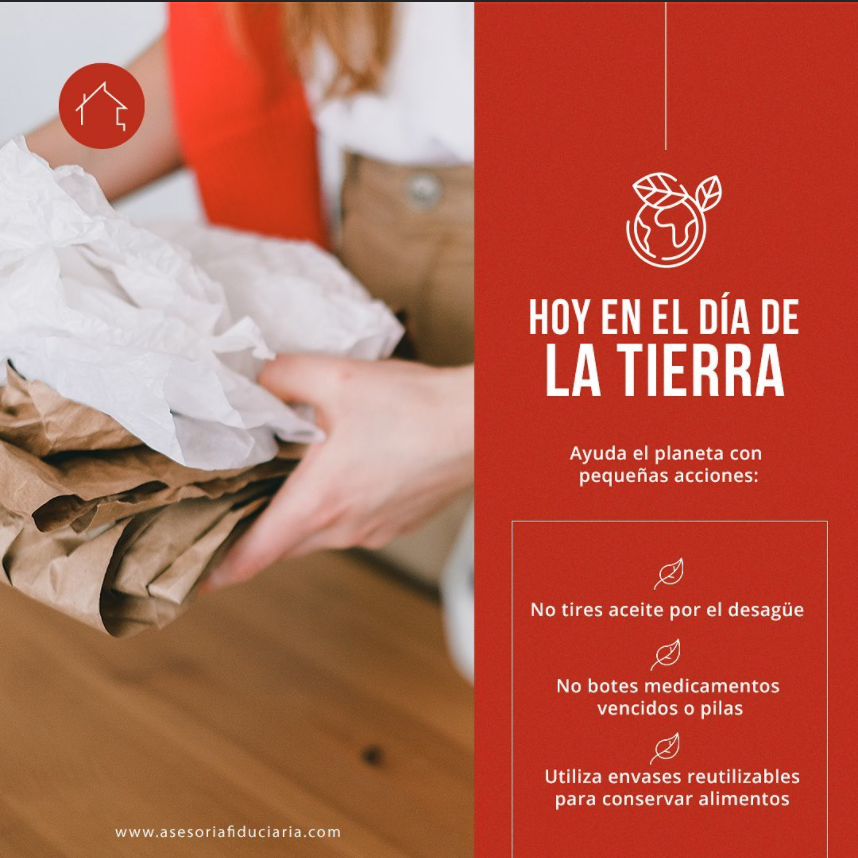 HOY EN EL DÍA DE
LA TIERRA
Ayuda el planeta con
pequeñas acciones:
No tires aceite por el desagüe
No botes medicamentos
vencidos o pilas
Utiliza envases reutilizables
para conservar alimentos
www.asesoriafiduciaria.com